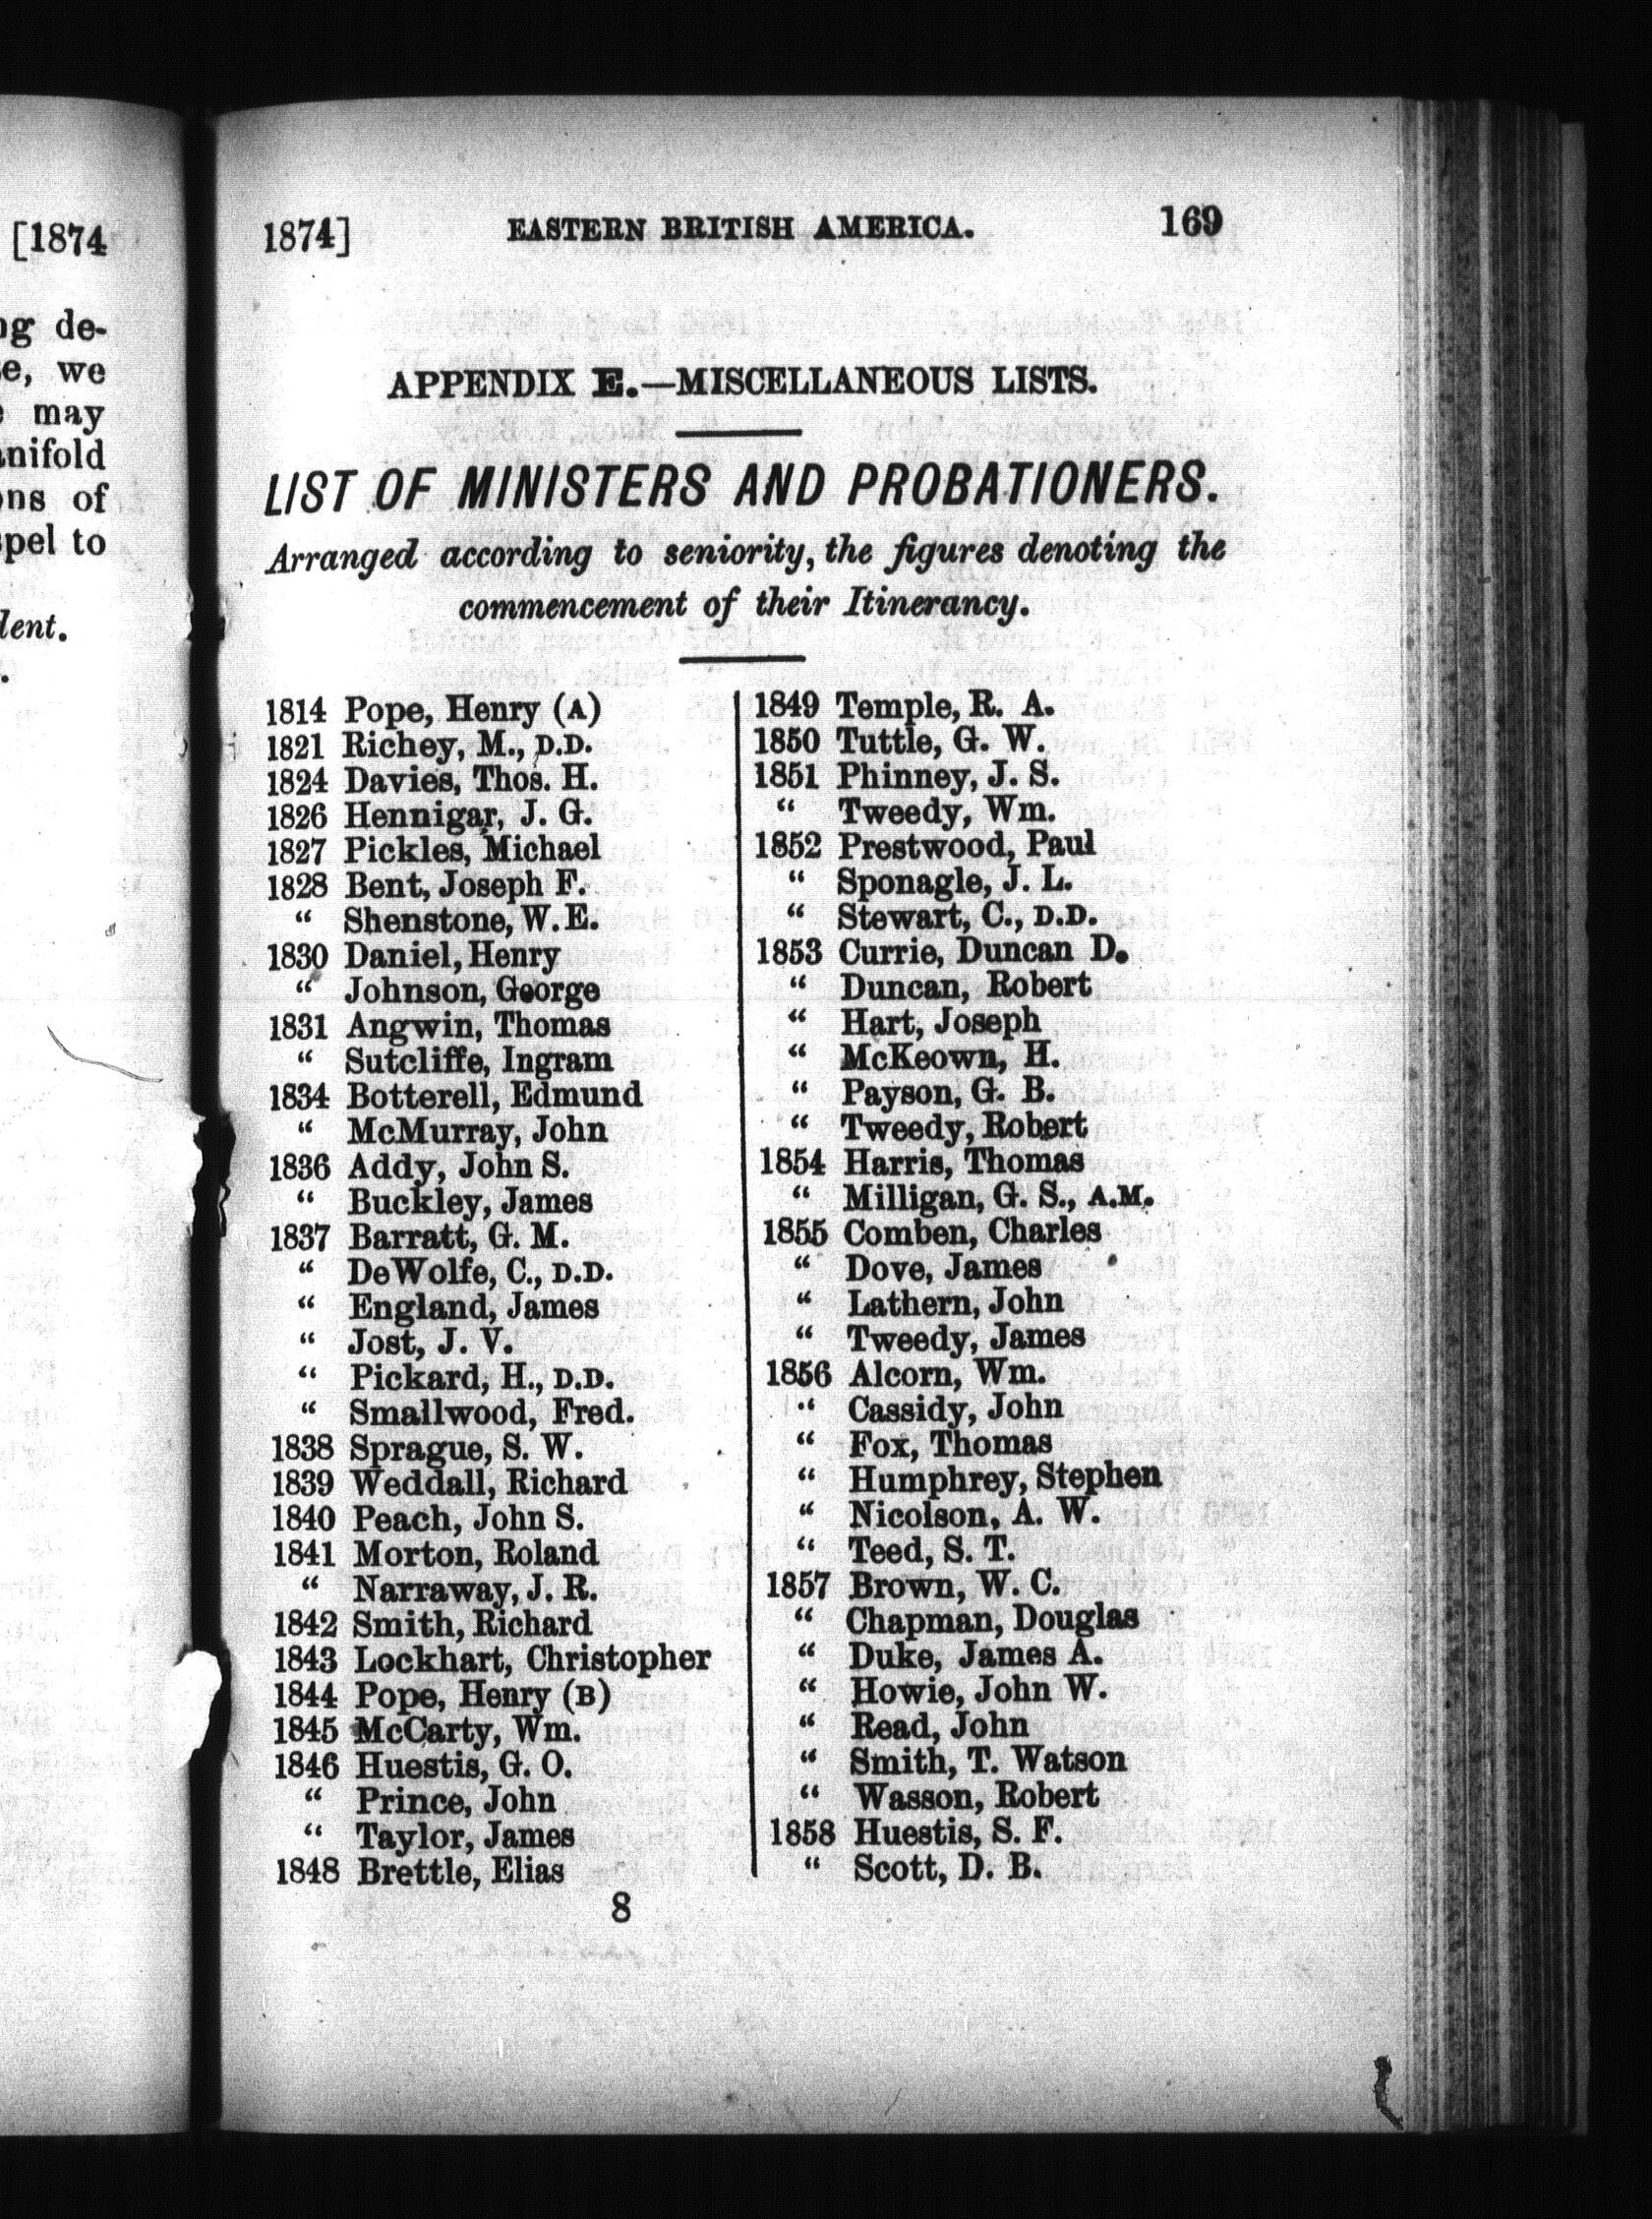 [1874
de-
we
may
of
to
1874] EASTERN BRITISH AMERICA. 169
APPENDIX E.—MISCELLANEOUS LISTS.
LIST OF MINISTERS AND PROBATIONERS.
Arranged according to seniority, the figures denoting the
commencement of their Itinerancy.
1814 Pope, Henry (A)
1821 Richey, M., D.D.
1824 Davies, Thos. H.
1826 Hennigar, J. G.
1827 Pickles, Michael
1828 Bent, Joseph F.
“ Shenstone, W. E.
1830 Daniel, Henry
“ Johnson, George
1831 Angwin, Thomas
“ Sutcliffe, Ingram
1834 Botterell, Edmund
“ McMurray, John
1836 Addy, John S.
“ Buckley, James
1837 Barratt, G. M.
“ DeWolfe, C., D.D.
“ England, James
“ Jost, J. V.
“ Pickard, H., D.D.
“ Smallwood, Fred.
1838 Sprague, S. W.
1839 Weddall, Richard
1840 Peach, John S.
1841 Morton, Roland
“ Narraway, J. R.
1842 Smith, Richard
1843 Lockhart, Christopher
1844 Pope, Henry (B)
1845 McCarty, Wm.
1846 Huestis, G. O.
“ Prince, John
“ Taylor, James
1848 Brettle, Elias
1849 Temple, R. A.
1850 Tuttle, G. W.
1851 Phinney, J. S.
“ Tweedy, Wm.
1852 Prestwood, Paul
“ Sponagle, J. L.
“ Stewart, C., D.D.
1853 Currie, Duncan D.
“ Duncan, Robert
“ Hart, Joseph
“ McKeown, H.
“ Payson, G. B.
“ Tweedy, Robert
1854 Harris, Thomas
“ Milligan, G. S., A.M.
1855 Comben, Charles
“ Dove, James
“ Lathern, John
“ Tweedy, James
1856 Alcorn, Wm.
“ Cassidy, John
“ Fox, Thomas
“ Humphrey, Stephen
“ Nicolson, A. W.
“ Teed, S. T.
1857 Brown, W. C.
“ Chapman, Douglas
“ Duke, James A.
“ Howie, John W.
“ Read, John
“ Smith, T. Watson
“ Wasson, Robert
1858 Huestis, S. F.
“ Scott, D. B.
8